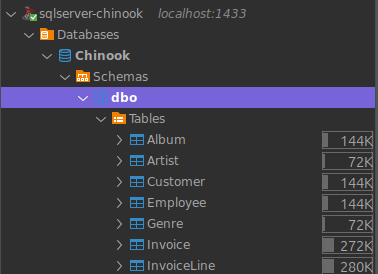 sqlserver-chinook localhost:1433
Databases
Chinook
Schemas
dbo
Tables
Album 144K
Artist 72K
Customer 144K
Employee 144K
Genre 72K
Invoice 272K
InvoiceLine 280K